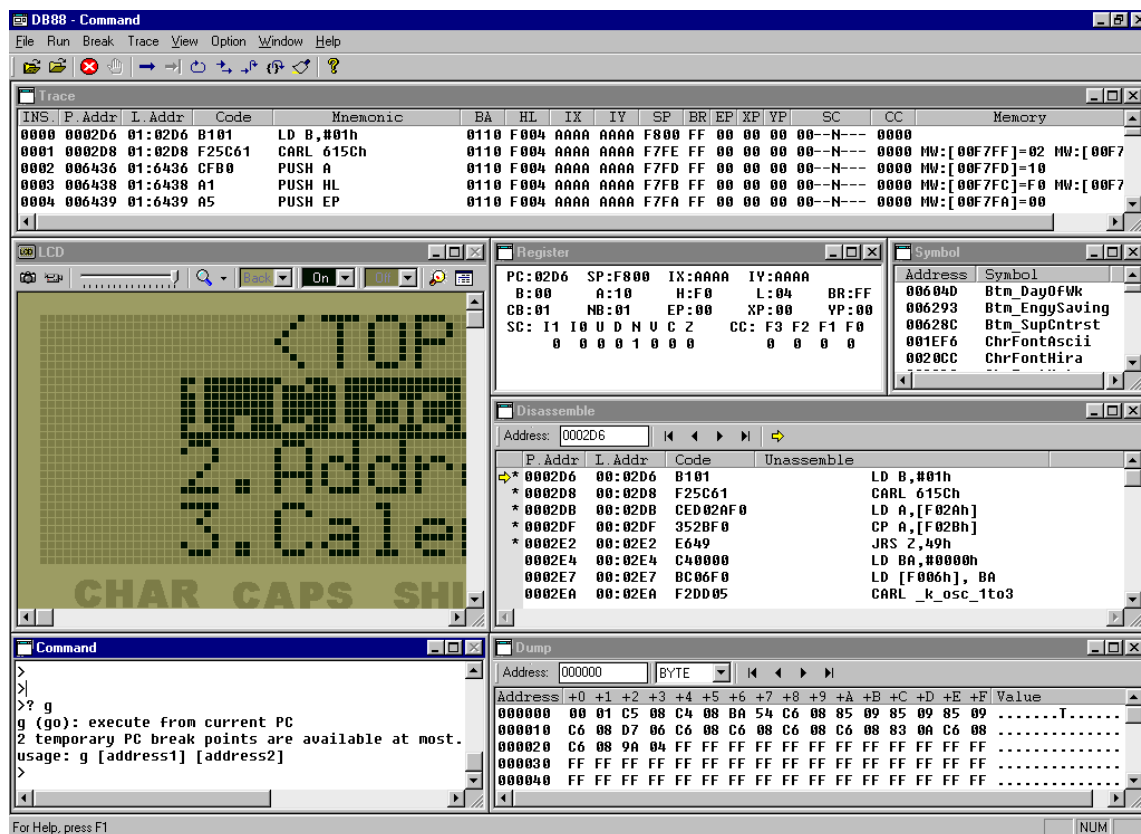 DB88 - Command
File Run Break Trace View Option Window Help
Trace
INS. P.Addr L.Addr Code Mnemonic BA HL IX IY SP BR EP XP YP SC CC Memory
0000 0002D6 01:02D6 B101 LD B,#01h 0110 F004 AAAA AAAA F800 FF 00 00 00 00--N--- 0000
0001 0002D8 01:02D8 F25C61 CARL 615Ch 0110 F004 AAAA AAAA F7FE FF 00 00 00 00--N--- 0000 MW:[00F7FF]=02 MW:[00F7
0002 006436 01:6436 CFB0 PUSH A 0110 F004 AAAA AAAA F7FD FF 00 00 00 00--N--- 0000 MW:[00F7FD]=10
0003 006438 01:6438 A1 PUSH HL 0110 F004 AAAA AAAA F7FB FF 00 00 00 00--N--- 0000 MW:[00F7FC]=F0 MW:[00F7
0004 006439 01:6439 A5 PUSH EP 0110 F004 AAAA AAAA F7FA FF 00 00 00 00--N--- 0000 MW:[00F7FA]=00
LCD
Back On Off
<TOP
2.Addr
3.Cale
CHAR CAPS SHI
Register
PC:02D6 SP:F800 IX:AAAA IY:AAAA
B:00 A:10 H:F0 L:04 BR:FF
CB:01 NB:01 EP:00 XP:00 YP:00
SC: I1 I0 U D N V C Z CC: F3 F2 F1 F0
0 0 0 0 1 0 0 0 0 0 0 0
Symbol
Address Symbol
00604D Btm_DayOfWk
006293 Btm_EngySaving
00628C Btm_SupCntrst
001EF6 ChrFontAscii
0020CC ChrFontHira
Disassemble
Address: 0002D6
P.Addr L.Addr Code Unassemble
* 0002D6 00:02D6 B101 LD B,#01h
* 0002D8 00:02D8 F25C61 CARL 615Ch
* 0002DB 00:02DB CED02AF0 LD A,[F02Ah]
* 0002DF 00:02DF 352BF0 CP A,[F02Bh]
* 0002E2 00:02E2 E649 JRS Z,49h
0002E4 00:02E4 C40000 LD BA,#0000h
0002E7 00:02E7 BC06F0 LD [F006h], BA
0002EA 00:02EA F2DD05 CARL _k_osc_1to3
Command
>
>
>? g
g (go): execute from current PC
2 temporary PC break points are available at most.
usage: g [address1] [address2]
>
Dump
Address: 000000 BYTE
Address +0 +1 +2 +3 +4 +5 +6 +7 +8 +9 +A +B +C +D +E +F Value
000000 00 01 C5 08 C4 08 BA 54 C6 08 85 09 85 09 85 09 .......T......
000010 C6 08 D7 06 C6 08 C6 08 C6 08 C6 08 83 0A C6 08 ..............
000020 C6 08 9A 04 FF FF FF FF FF FF FF FF FF FF FF FF ..............
000030 FF FF FF FF FF FF FF FF FF FF FF FF FF FF FF FF ..............
000040 FF FF FF FF FF FF FF FF FF FF FF FF FF FF FF FF ..............
For Help, press F1
NUM